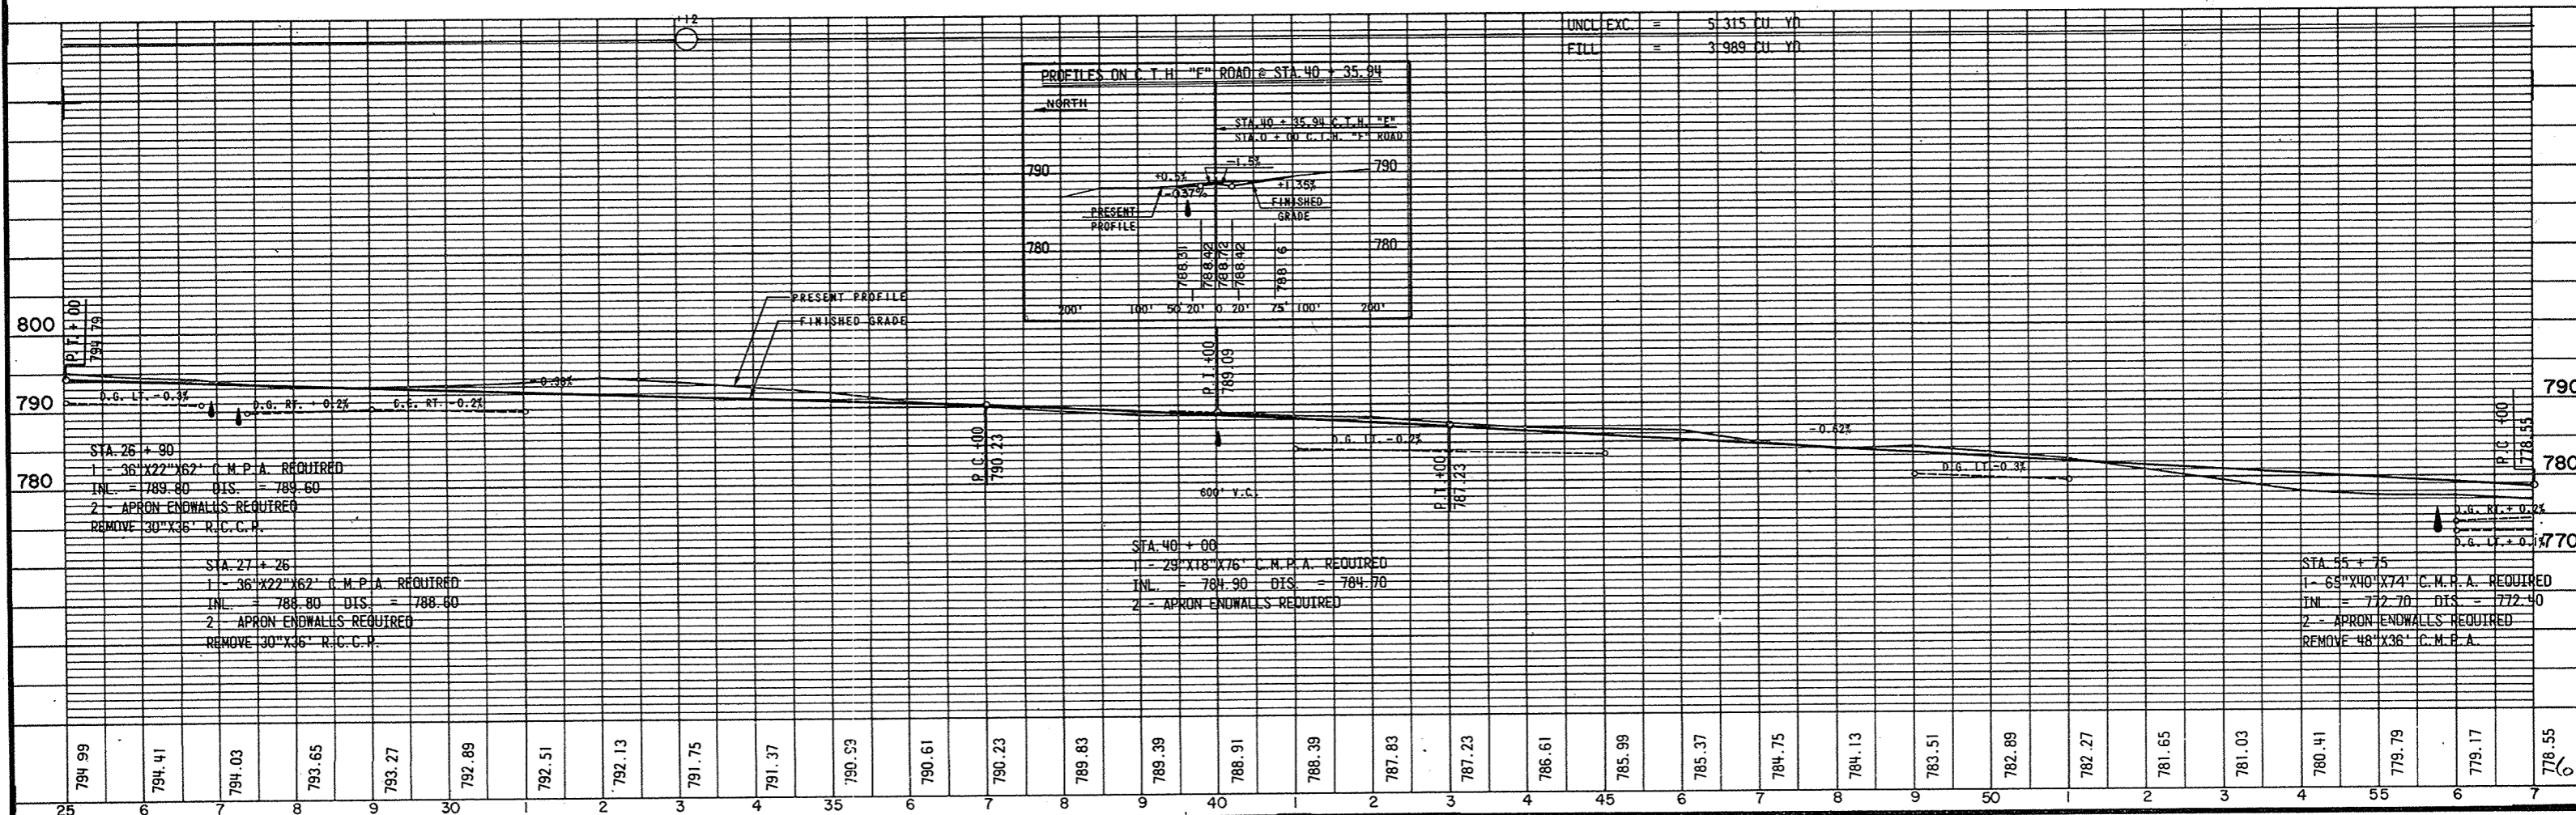 +12
UNCL EXC. = 5 315 CU. YD
FILL = 3 989 CU. YD
PROFILES ON C.T.H. "F" ROAD @ STA.40 + 35.94
NORTH
STA.40 + 35.94 C.T.H. "E"
STA.0 + 00 C.T.H. "F" ROAD
790
790
-1.5%
+0.5%
-0.37%
+1.35%
PRESENT
PROFILE
FINISHED
GRADE
780
780
788.31
788.42
788.72
788.42
200' 100' 50' 20' 0 20' 75' 100' 200'
PRESENT PROFILE
FINISHED GRADE
800
P.T. + 00
794.79
790
790
780
780
770
D.G. LT. -0.3%
D.G. RT. + 0.2%
D.G. RT. -0.2%
-0.38%
P.C. +00
790.23
P.I. +00
789.09
600' V.C.
D.G. LT. -0.2%
P.T. +00
787.23
-0.62%
D.G. LT.-0.3%
P.C. +00
778.55
D.G. RT.+ 0.2%
D.G. LT.+ 0.1%
STA.26 + 90
1 - 36"X22"X62' C.M.P.A. REQUIRED
INL. = 789.80 DIS. = 789.60
2 - APRON ENDWALLS REQUIRED
REMOVE 30"X36' R.C.C.P.
STA.27 + 26
1 - 36"X22"X62' C.M.P.A. REQUIRED
INL. = 788.80 DIS. = 788.60
2 - APRON ENDWALLS REQUIRED
REMOVE 30"X36' R.C.C.P.
STA.40 + 00
1 - 29"X18"X76' C.M.P.A. REQUIRED
INL. = 784.90 DIS. = 784.70
2 - APRON ENDWALLS REQUIRED
STA.55 + 75
1- 65"X40"X74' C.M.P.A. REQUIRED
INL = 772.70 DIS. - 772.40
2 - APRON ENDWALLS REQUIRED
REMOVE 48"X36' C.M.P.A.
794.99 794.41 794.03 793.65 793.27 792.89 792.51 792.13 791.75 791.37 790.99 790.61 790.23 789.83 789.39 788.91 788.39 787.83 787.23 786.61 785.99 785.37 784.75 784.13 783.51 782.89 782.27 781.65 781.03 780.41 779.79 779.17 778.55
25 6 7 8 9 30 1 2 3 4 35 6 7 8 9 40 1 2 3 4 45 6 7 8 9 50 1 2 3 4 55 6 7